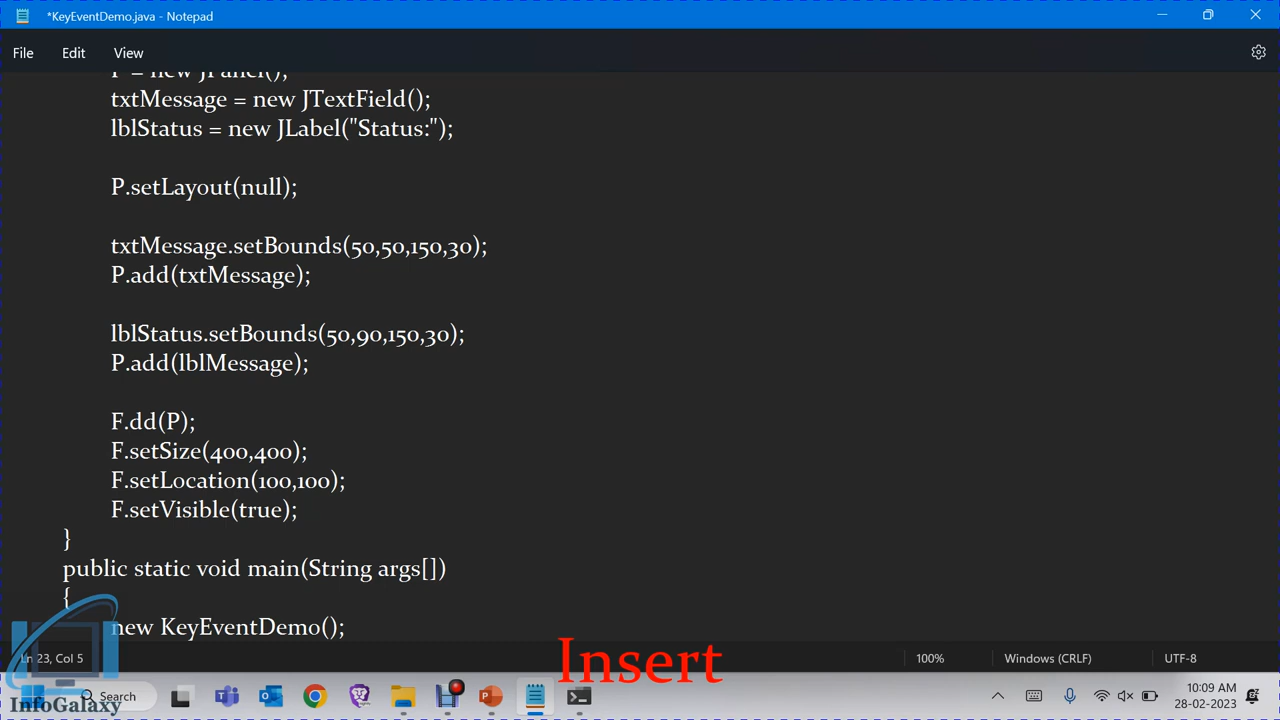 *KeyEventDemo.java - Notepad
File Edit View
P = new JPanel();
txtMessage = new JTextField();
lblStatus = new JLabel("Status:");
P.setLayout(null);
txtMessage.setBounds(50,50,150,30);
P.add(txtMessage);
lblStatus.setBounds(50,90,150,30);
P.add(lblMessage);
F.dd(P);
F.setSize(400,400);
F.setLocation(100,100);
F.setVisible(true);
}
public static void main(String args[])
{
new KeyEventDemo();
Insert
Ln 23, Col 5 100% Windows (CRLF) UTF-8
Search
10:09 AM
28-02-2023
InfoGalaxy